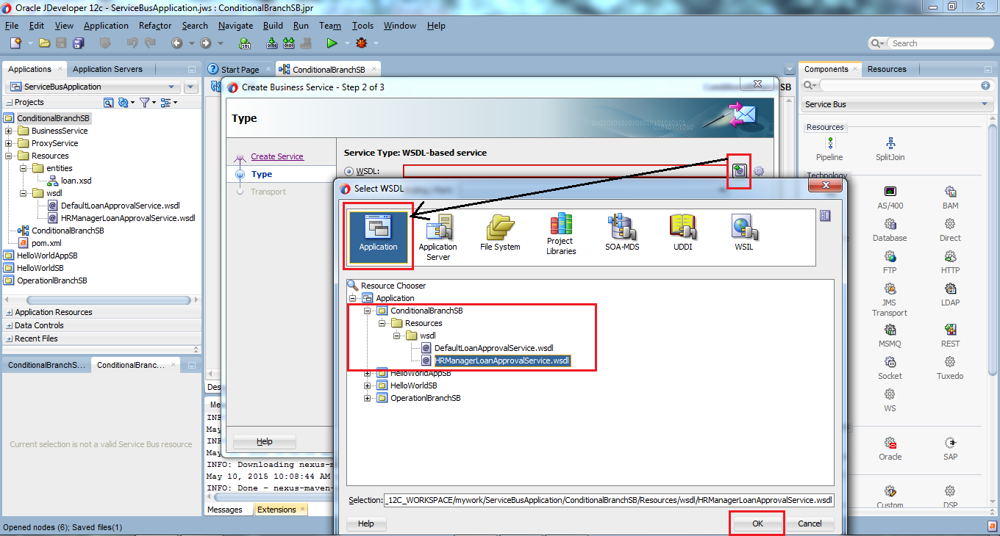 Oracle JDeveloper 12c - ServiceBusApplication.jws : ConditionalBranchSB.jpr
File Edit View Application Refactor Search Navigate Build Run Team Tools Window Help
Search
Applications Application Servers
Start Page ConditionalBranchSB
Components Resources
ServiceBusApplication
Projects
ConditionalBranchSB
BusinessService
ProxyService
Resources
entities
loan.xsd
wsdl
DefaultLoanApprovalService.wsdl
HRManagerLoanApprovalService.wsdl
ConditionalBranchSB
pom.xml
HelloWorldAppSB
HelloWorldSB
OperationlBranchSB
Application Resources
Data Controls
Recent Files
ConditionalBranchS... ConditionalBranc...
Current selection is not a valid Service Bus resource
SB
Create Business Service - Step 2 of 3
Type
Create Service
Type
Transport
Service Type: WSDL-based service
WSDL:
Help
Select WSDL
Application
Application Server
File System
Project Libraries
SOA-MDS
UDDI
WSIL
Resource Chooser
Application
ConditionalBranchSB
Resources
wsdl
DefaultLoanApprovalService.wsdl
HRManagerLoanApprovalService.wsdl
HelloWorldAppSB
HelloWorldSB
OperationlBranchSB
Selection: _12C_WORKSPACE/mywork/ServiceBusApplication/ConditionalBranchSB/Resources/wsdl/HRManagerLoanApprovalService.wsdl
Help OK Cancel
Des
Me
INF
May
INF
May
INFO: Downloading nexus-m
May 10, 2015 10:08:44 AM
INFO: Done - nexus-maven-
Messages Extensions
Service Bus
Resources
Pipeline SplitJoin
Technology
AS/400 BAM
Database Direct
FTP HTTP
JMS Transport LDAP
MSMQ REST
Socket Tuxedo
WS
Oracle SAP
Custom DSP
Opened nodes (6); Saved files(1)